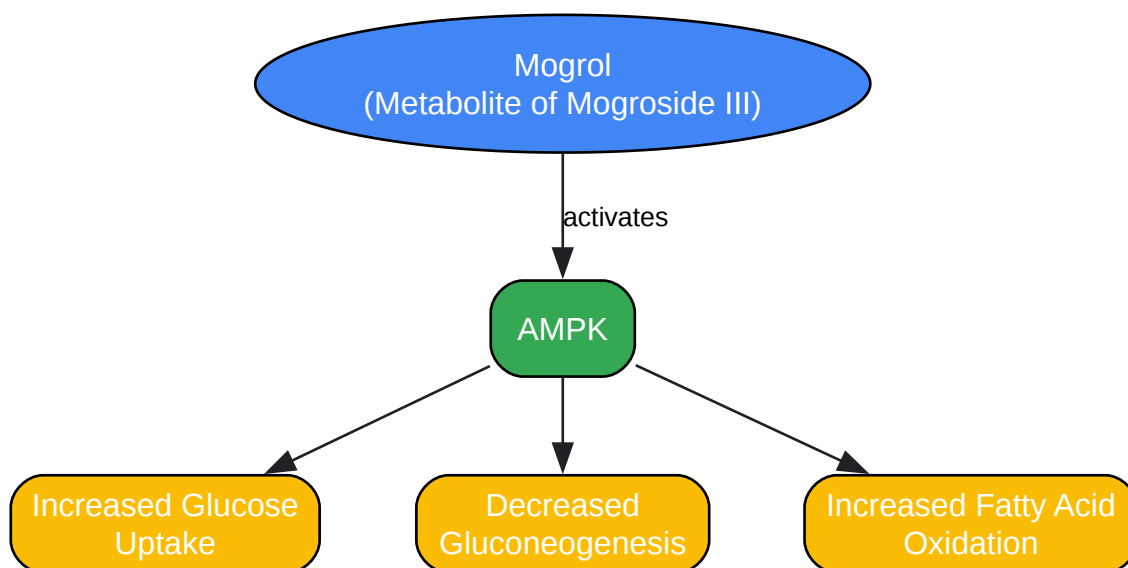 Mogrol
(Metabolite of Mogroside III)
activates
AMPK
Increased Glucose
Uptake
Decreased
Gluconeogenesis
Increased Fatty Acid
Oxidation